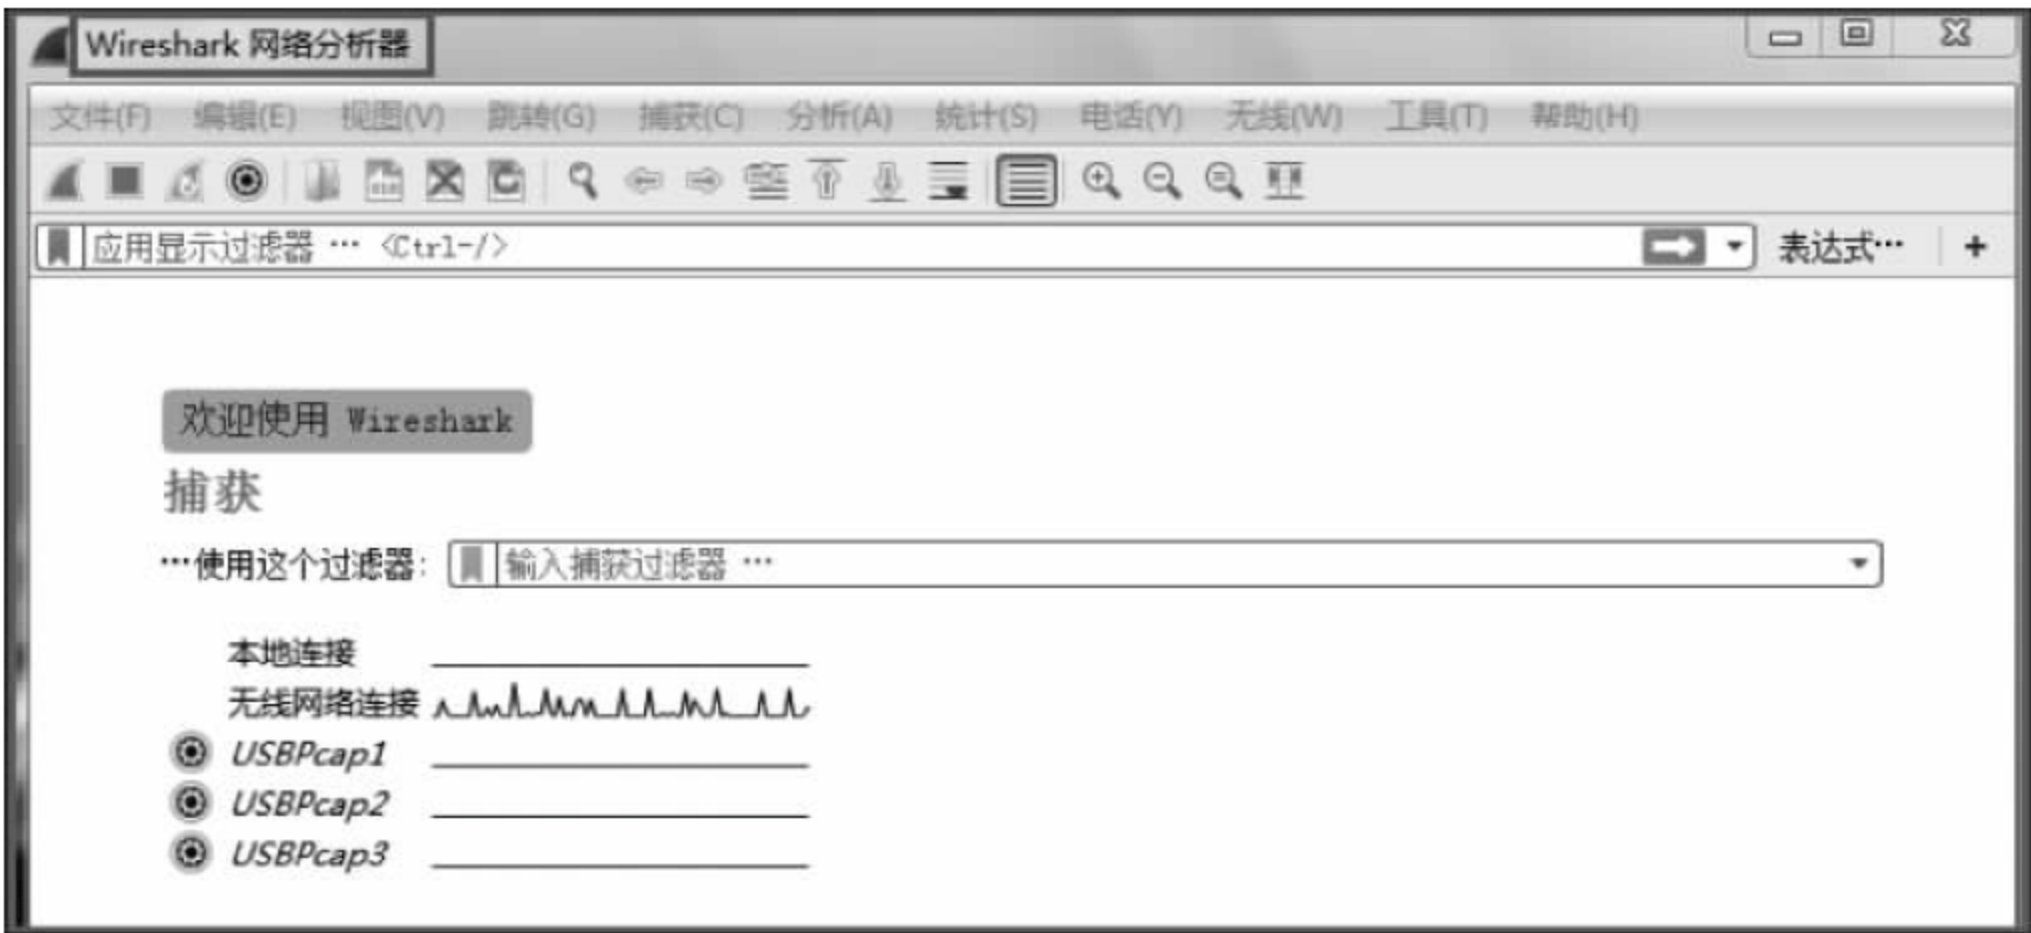 Wireshark 网络分析器
文件(F) 编辑(E) 视图(V) 跳转(G) 捕获(C) 分析(A) 统计(S) 电话(Y) 无线(W) 工具(T) 帮助(H)
应用显示过滤器 … <Ctrl-/> 表达式… +
欢迎使用 Wireshark
捕获
…使用这个过滤器: 输入捕获过滤器 …
本地连接
无线网络连接
USBPcap1
USBPcap2
USBPcap3